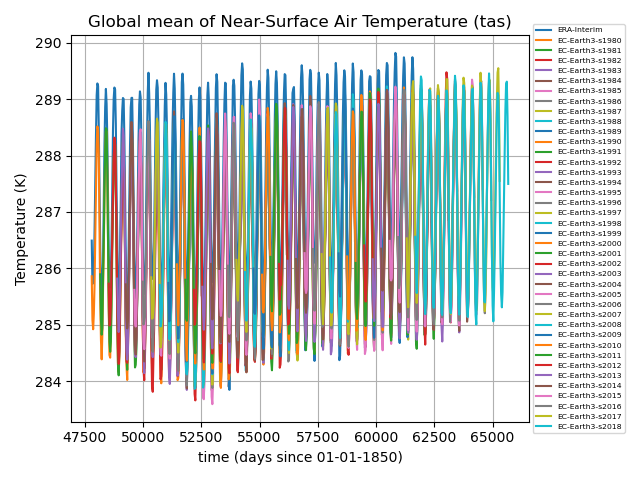 Global mean of Near-Surface Air Temperature (tas)
290
289
288
287
286
285
284
Temperature (K)
47500 50000 52500 55000 57500 60000 62500 65000
time (days since 01-01-1850)
ERA-Interim
EC-Earth3-s1980
EC-Earth3-s1981
EC-Earth3-s1982
EC-Earth3-s1983
EC-Earth3-s1984
EC-Earth3-s1985
EC-Earth3-s1986
EC-Earth3-s1987
EC-Earth3-s1988
EC-Earth3-s1989
EC-Earth3-s1990
EC-Earth3-s1991
EC-Earth3-s1992
EC-Earth3-s1993
EC-Earth3-s1994
EC-Earth3-s1995
EC-Earth3-s1996
EC-Earth3-s1997
EC-Earth3-s1998
EC-Earth3-s1999
EC-Earth3-s2000
EC-Earth3-s2001
EC-Earth3-s2002
EC-Earth3-s2003
EC-Earth3-s2004
EC-Earth3-s2005
EC-Earth3-s2006
EC-Earth3-s2007
EC-Earth3-s2008
EC-Earth3-s2009
EC-Earth3-s2010
EC-Earth3-s2011
EC-Earth3-s2012
EC-Earth3-s2013
EC-Earth3-s2014
EC-Earth3-s2015
EC-Earth3-s2016
EC-Earth3-s2017
EC-Earth3-s2018